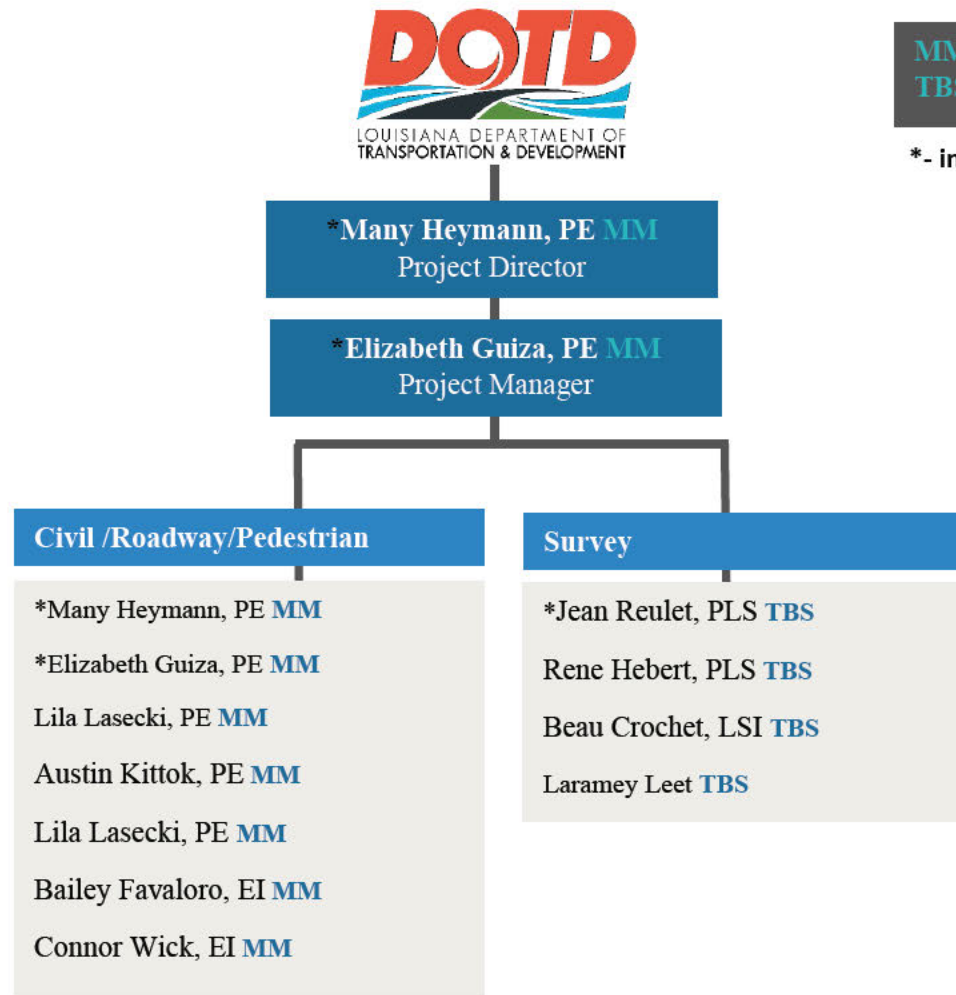 DOTD
LOUISIANA DEPARTMENT OF
TRANSPORTATION & DEVELOPMENT
*- 
*Many Heymann, PE MM
Project Director
*Elizabeth Guiza, PE MM
Project Manager
Civil /Roadway/Pedestrian
*Many Heymann, PE MM
*Elizabeth Guiza, PE MM
Lila Lasecki, PE MM
Austin Kittok, PE MM
Lila Lasecki, PE MM
Bailey Favaloro, EI MM
Connor Wick, EI MM
Survey
*Jean Reulet, PLS TBS
Rene Hebert, PLS TBS
Beau Crochet, LSI TBS
Laramey Leet TBS